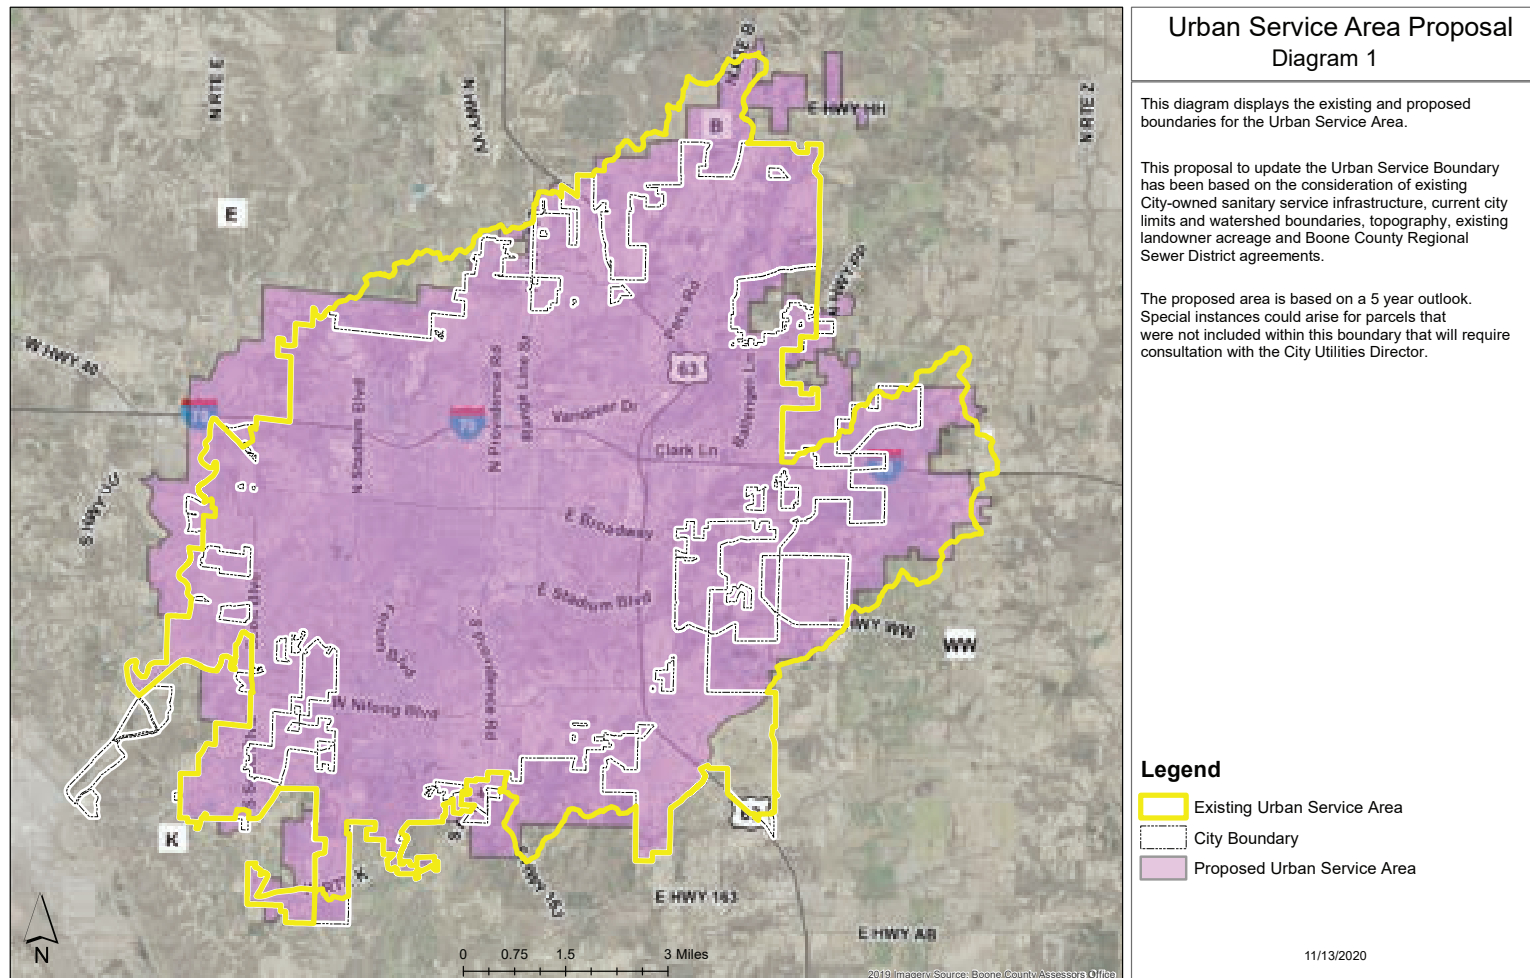 Urban Service Area Proposal
Diagram 1
This diagram displays the existing and proposed
boundaries for the Urban Service Area.
This proposal to update the Urban Service Boundary
has been based on the consideration of existing
City-owned sanitary service infrastructure, current city
limits and watershed boundaries, topography, existing
landowner acreage and Boone County Regional
Sewer District agreements.
The proposed area is based on a 5 year outlook.
Special instances could arise for parcels that
were not included within this boundary that will require
consultation with the City Utilities Director.
Legend
Existing Urban Service Area
City Boundary
Proposed Urban Service Area
11/13/2020
N RTE E
N RTE B
E HWY HH
N RTE Z
B
E
N HWY PP
W HWY 40
Paris Rd
63
Ballenger Ln
N Stadium Blvd
N Providence Rd
Range Line St
Vandiver Dr
70
70
Clark Ln
S HWY UU
E Broadway
E Stadium Blvd
Forum Blvd
S Providence Rd
HWY WW
WW
W Nifong Blvd
K
HWY 163
E HWY 163
E HWY AB
N
0 0.75 1.5 3 Miles
2019 Imagery Source: Boone County Assessors Office